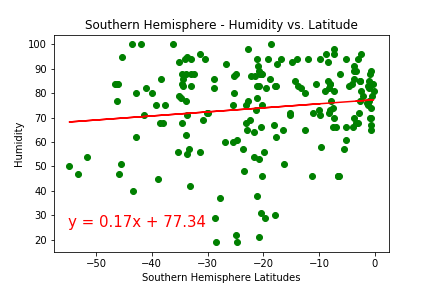 Southern Hemisphere - Humidity vs. Latitude
100
90
80
70
60
50
40
30
20
Humidity
y = 0.17x + 77.34
−50 −40 −30 −20 −10 0
Southern Hemisphere Latitudes